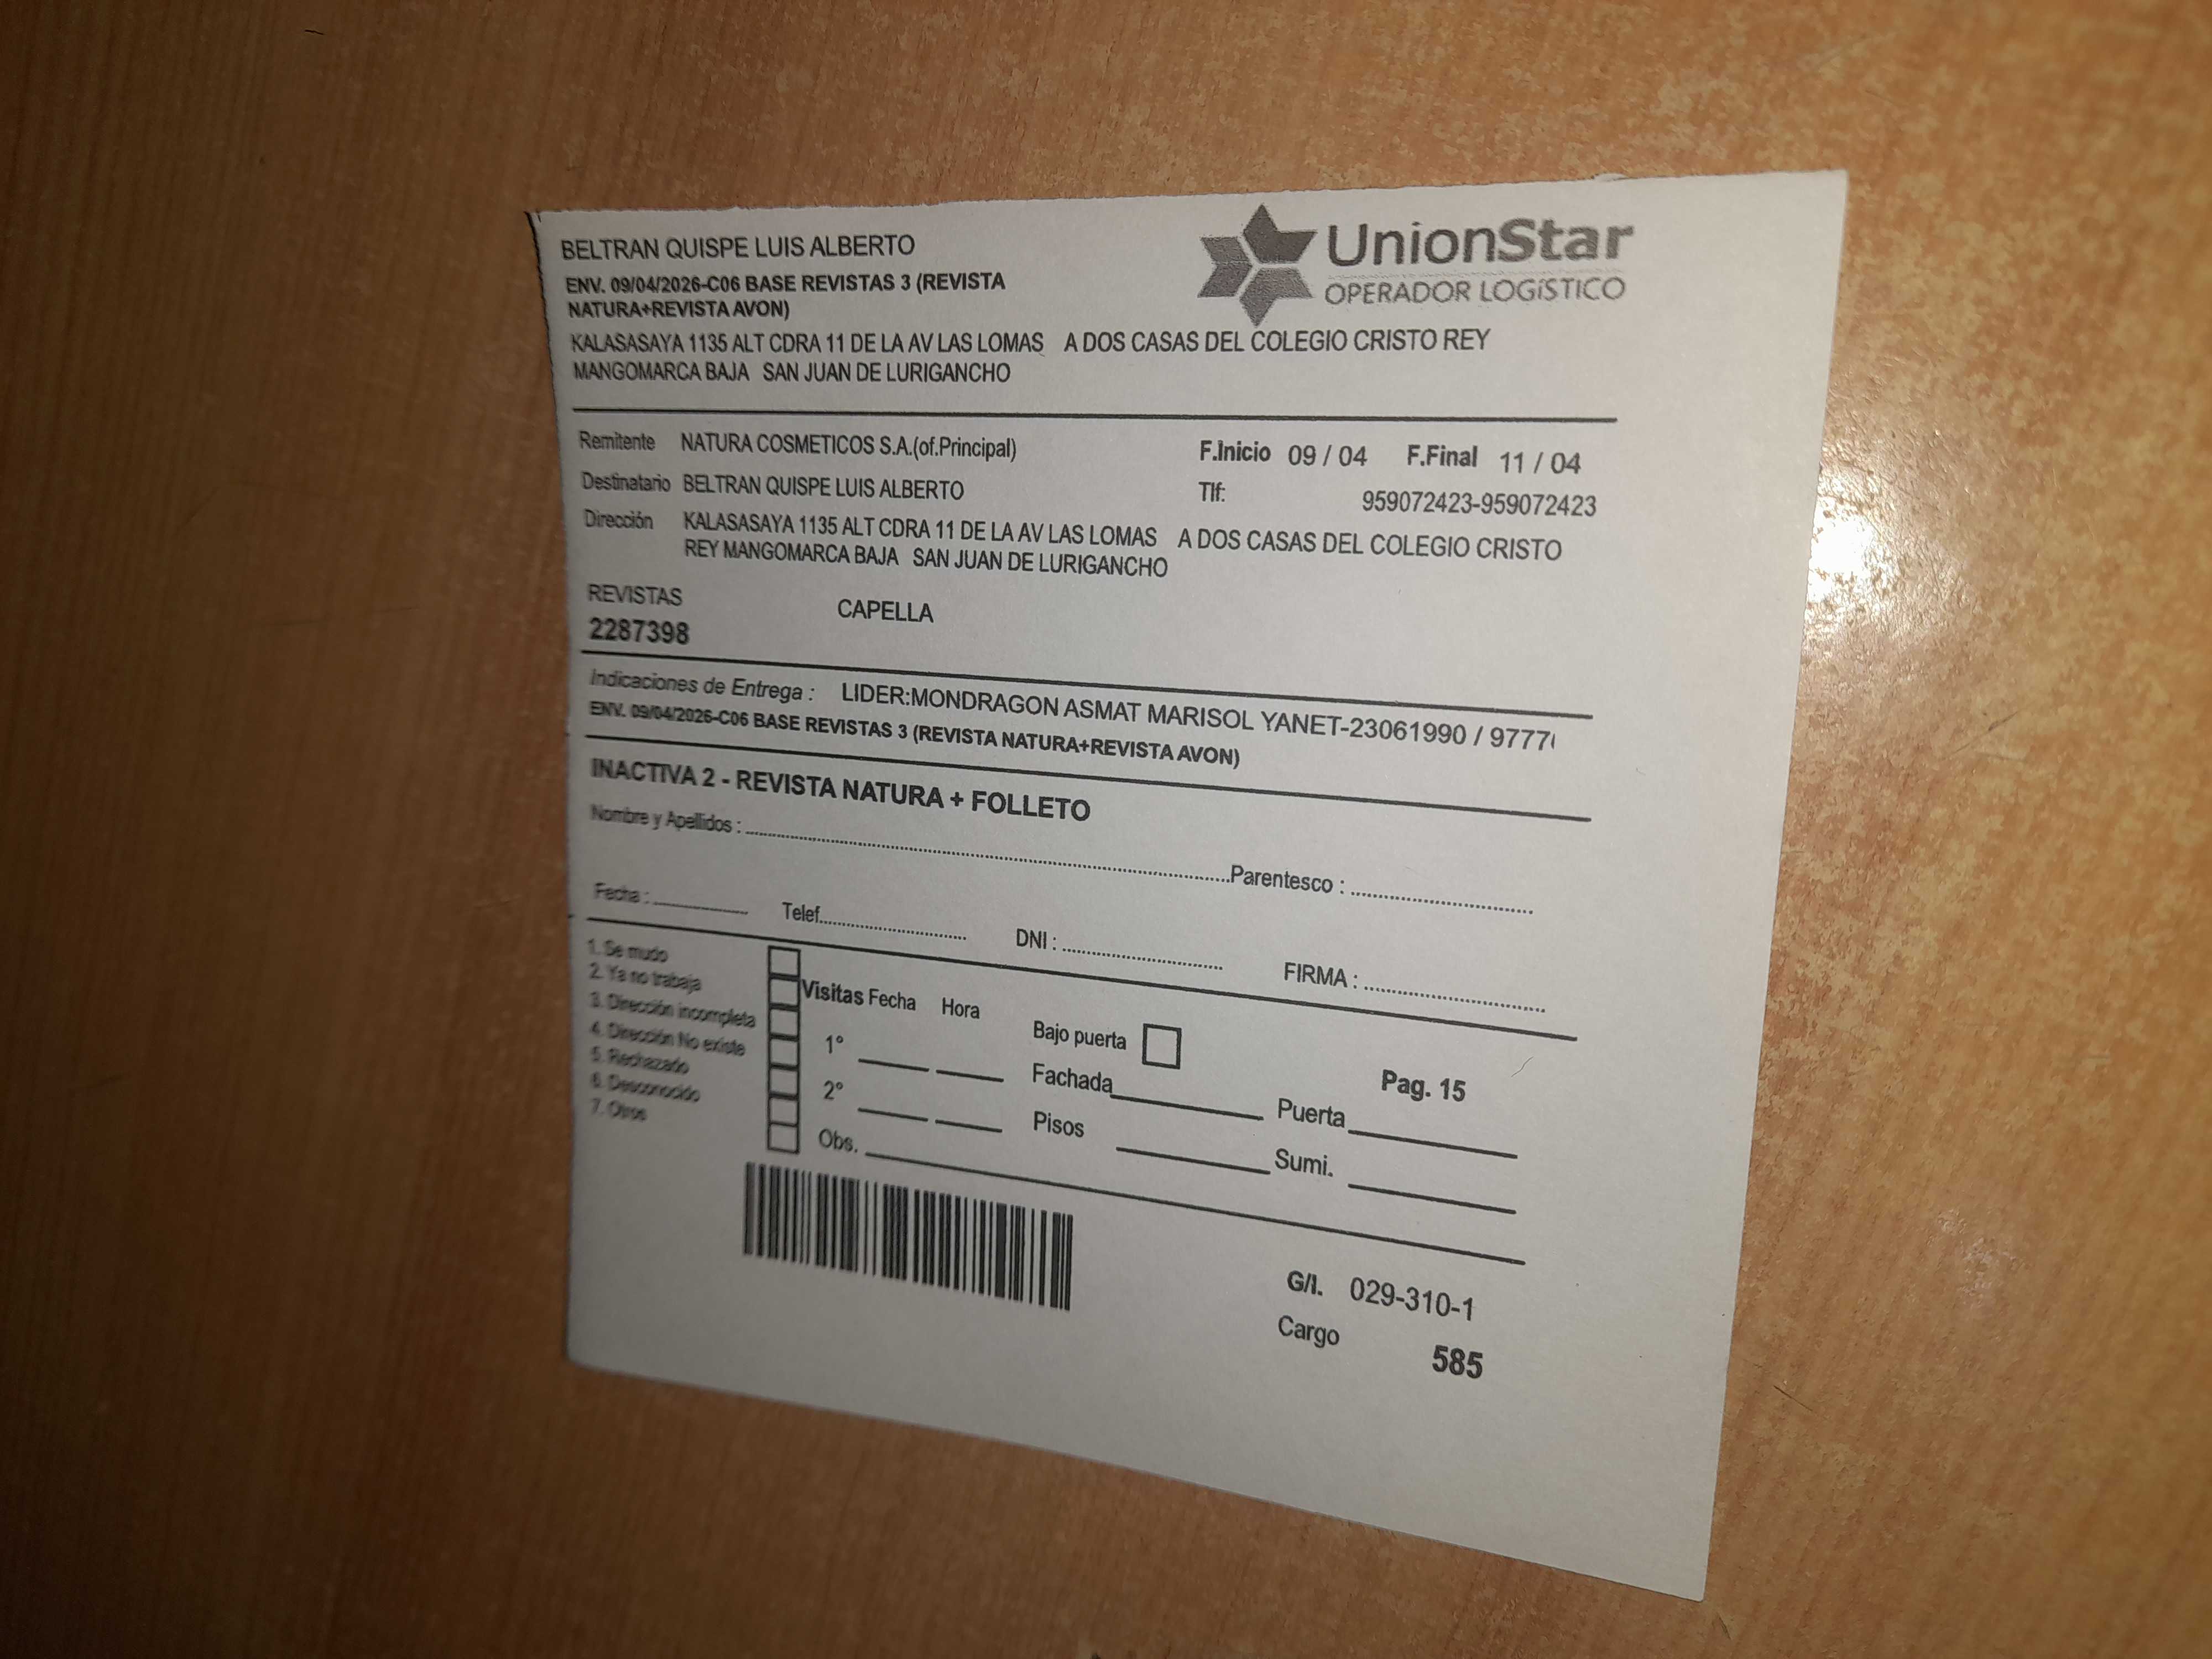 BELTRAN QUISPE LUIS ALBERTO
UnionStar
OPERADOR LOGÍSTICO
ENV. 09/04/2026-C06 BASE REVISTAS 3 (REVISTA
NATURA+REVISTA AVON)
KALASASAYA 1135 ALT CDRA 11 DE LA AV LAS LOMAS A DOS CASAS DEL COLEGIO CRISTO REY
MANGOMARCA BAJA SAN JUAN DE LURIGANCHO
Remitente NATURA COSMETICOS S.A.(of.Principal) F.Inicio 09 / 04 F.Final 11 / 04
Destinatario BELTRAN QUISPE LUIS ALBERTO Tlf: 959072423-959072423
Dirección KALASASAYA 1135 ALT CDRA 11 DE LA AV LAS LOMAS A DOS CASAS DEL COLEGIO CRISTO
REY MANGOMARCA BAJA SAN JUAN DE LURIGANCHO
REVISTAS CAPELLA
2287398
Indicaciones de Entrega : LIDER:MONDRAGON ASMAT MARISOL YANET-23061990 / 9777
ENV. 09/04/2026-C06 BASE REVISTAS 3 (REVISTA NATURA+REVISTA AVON)
INACTIVA 2 - REVISTA NATURA + FOLLETO
Nombre y Apellidos : Parentesco :
Fecha : Telef. DNI : FIRMA :
1. Se mudo
2. Ya no trabaja
3. Dirección incompleta
4. Dirección No existe
5. Rechazado
6. Desconocido
7. Otros
Visitas Fecha Hora Bajo puerta
1° Fachada Pag. 15
2° Pisos Puerta
Obs. Sumi.
G/I. 029-310-1
Cargo 585